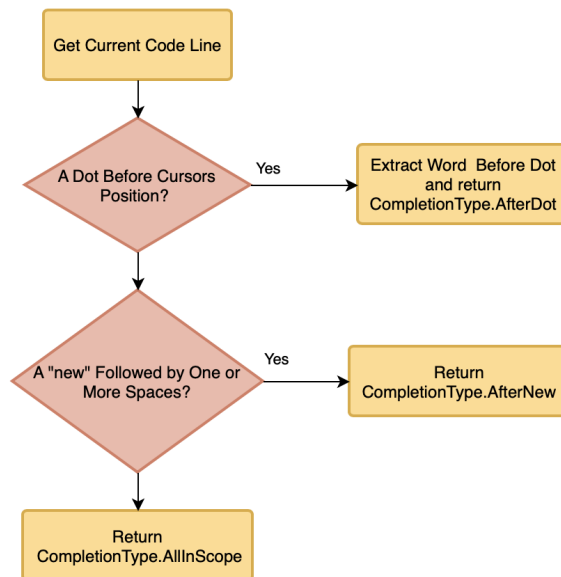 Get Current Code Line
A Dot Before Cursors
Position?
Yes
Extract Word Before Dot
and return
CompletionType.AfterDot
A "new" Followed by One or
More Spaces?
Yes
Return
CompletionType.AfterNew
Return
CompletionType.AllInScope